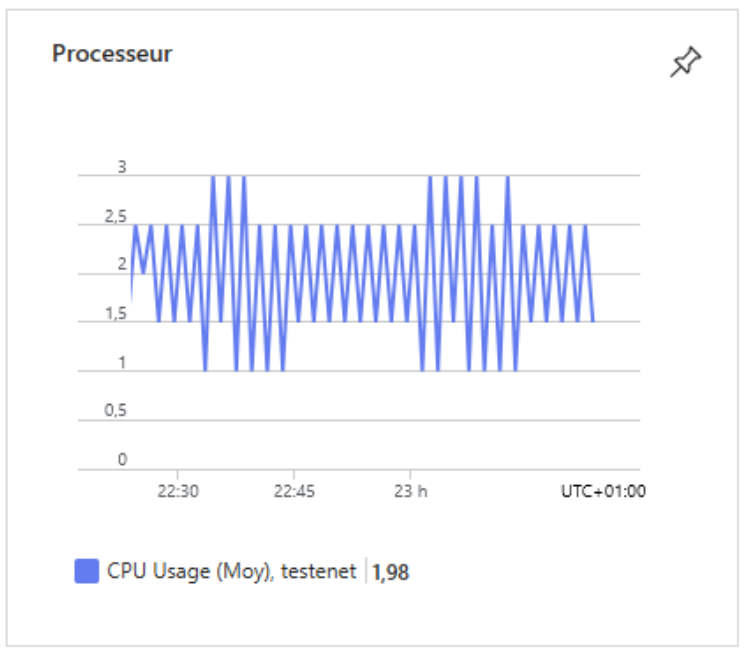 Processeur
3
2,5
2
1,5
1
0,5
0
22:30 22:45 23 h UTC+01:00
CPU Usage (Moy), testenet 1,98